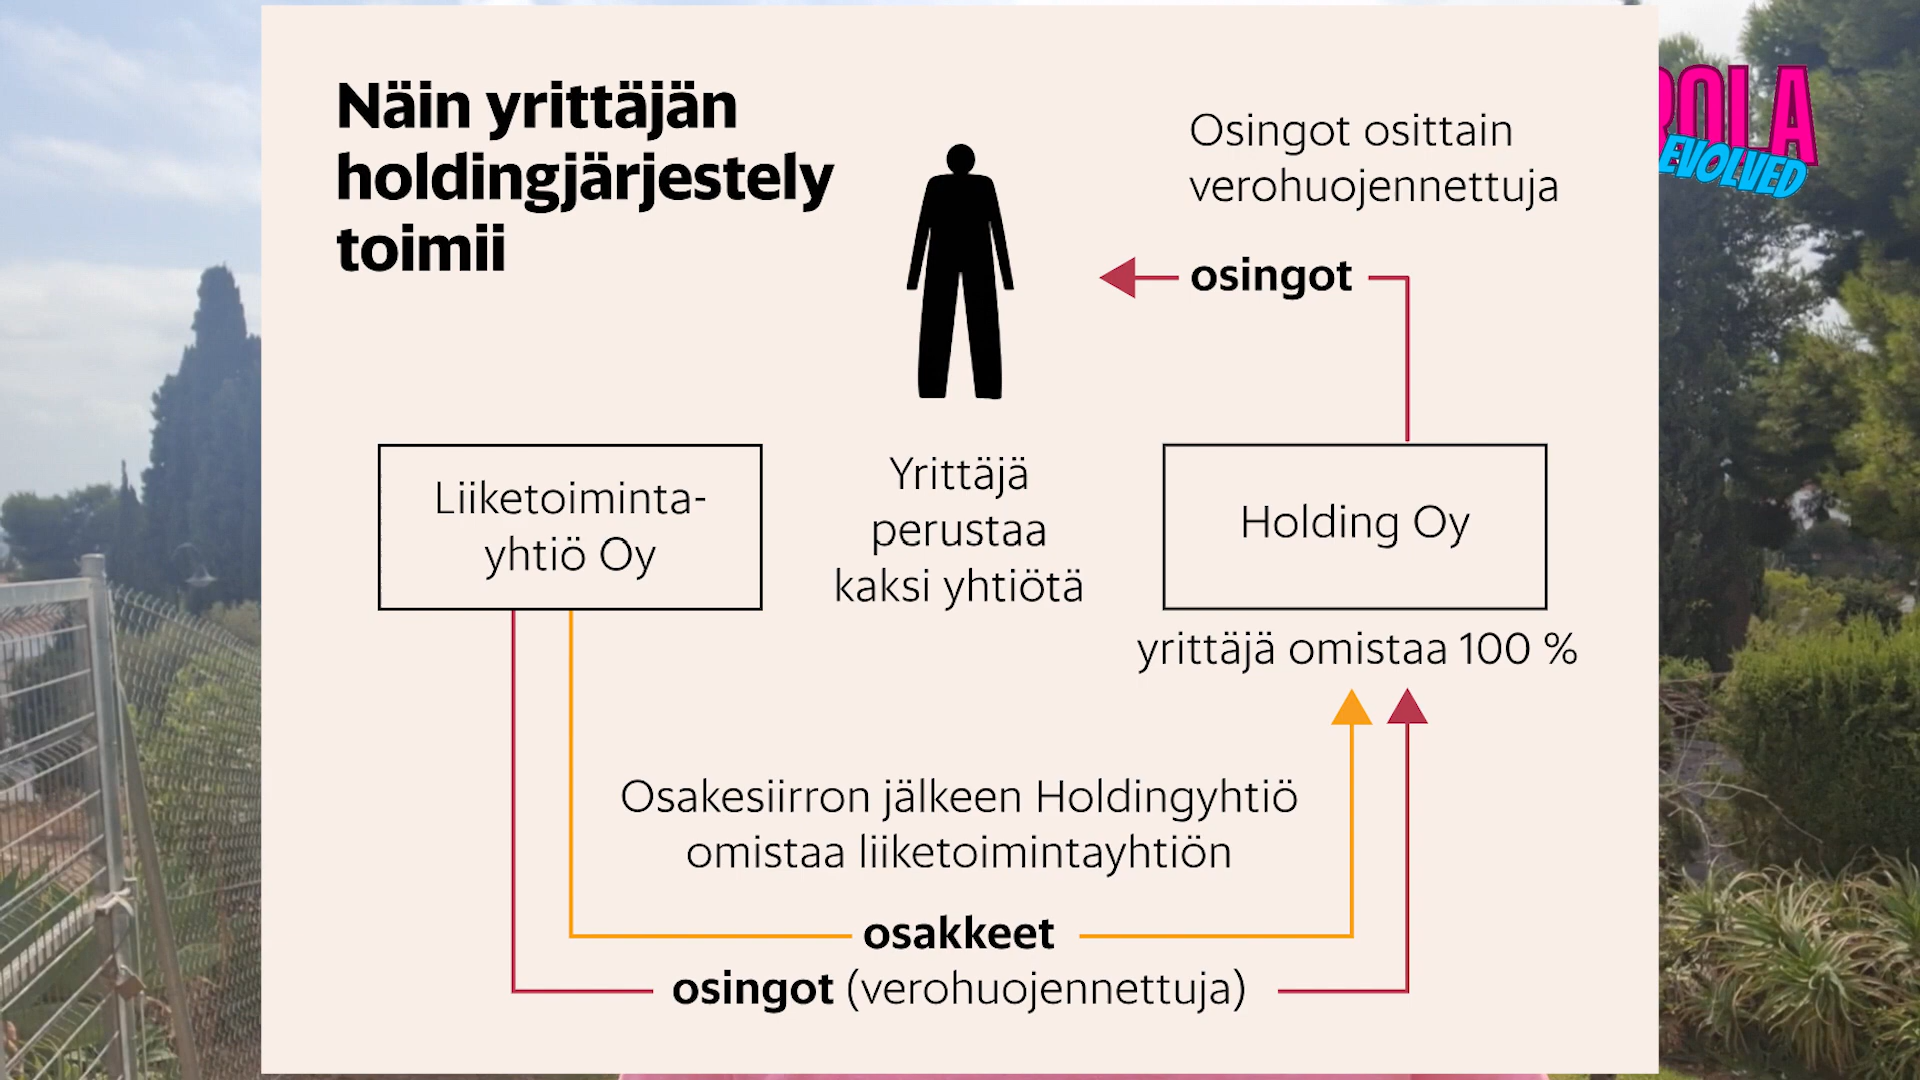 Näin yrittäjän
holdingjärjestely
toimii
Osingot osittain
verohuojennettuja
osingot
Liiketoiminta-
yhtiö Oy
Yrittäjä
perustaa
kaksi yhtiötä
Holding Oy
yrittäjä omistaa 100 %
Osakesiirron jälkeen Holdingyhtiö
omistaa liiketoimintayhtiön
osakkeet
osingot (verohuojennettuja)
EVOLVED